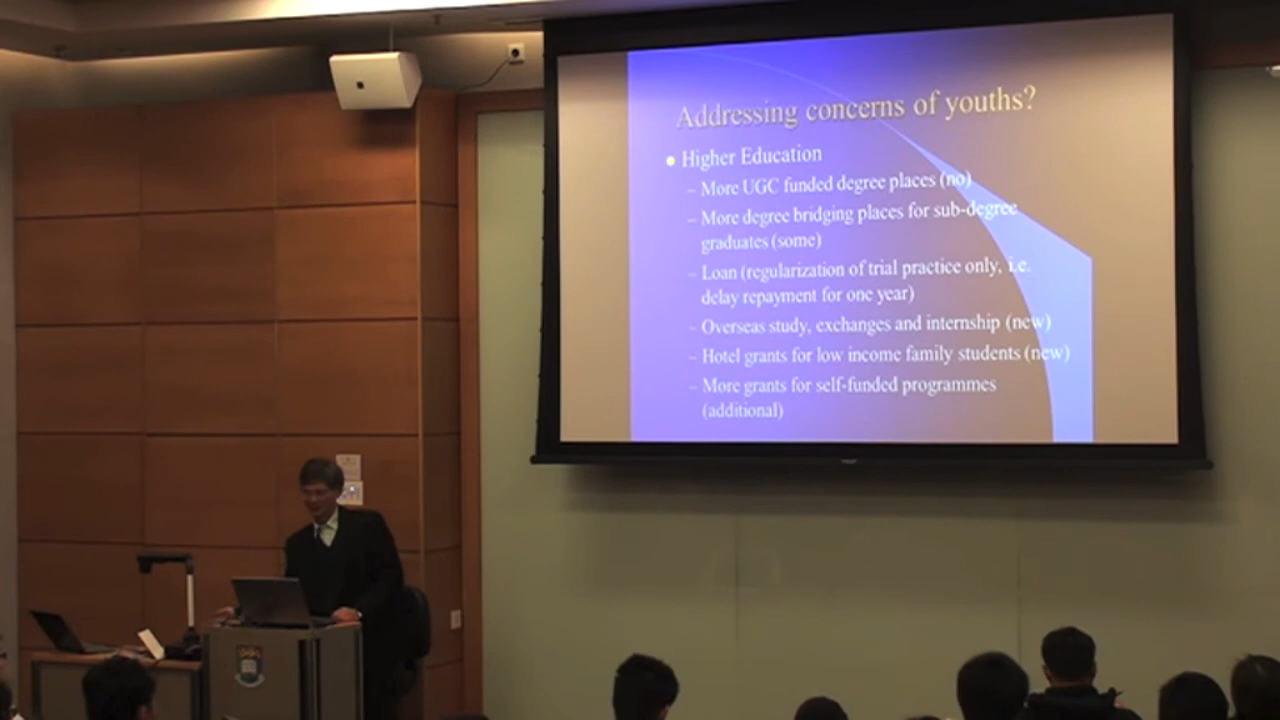 Addressing concerns of youths?
● Higher Education
– More UGC funded degree places (no)
– More degree bridging places for sub-degree
graduates (some)
– Loan (regularization of trial practice only, i.e.
delay repayment for one year)
– Overseas study, exchanges and internship (new)
– Hotel grants for low income family students (new)
– More grants for self-funded programmes
(additional)